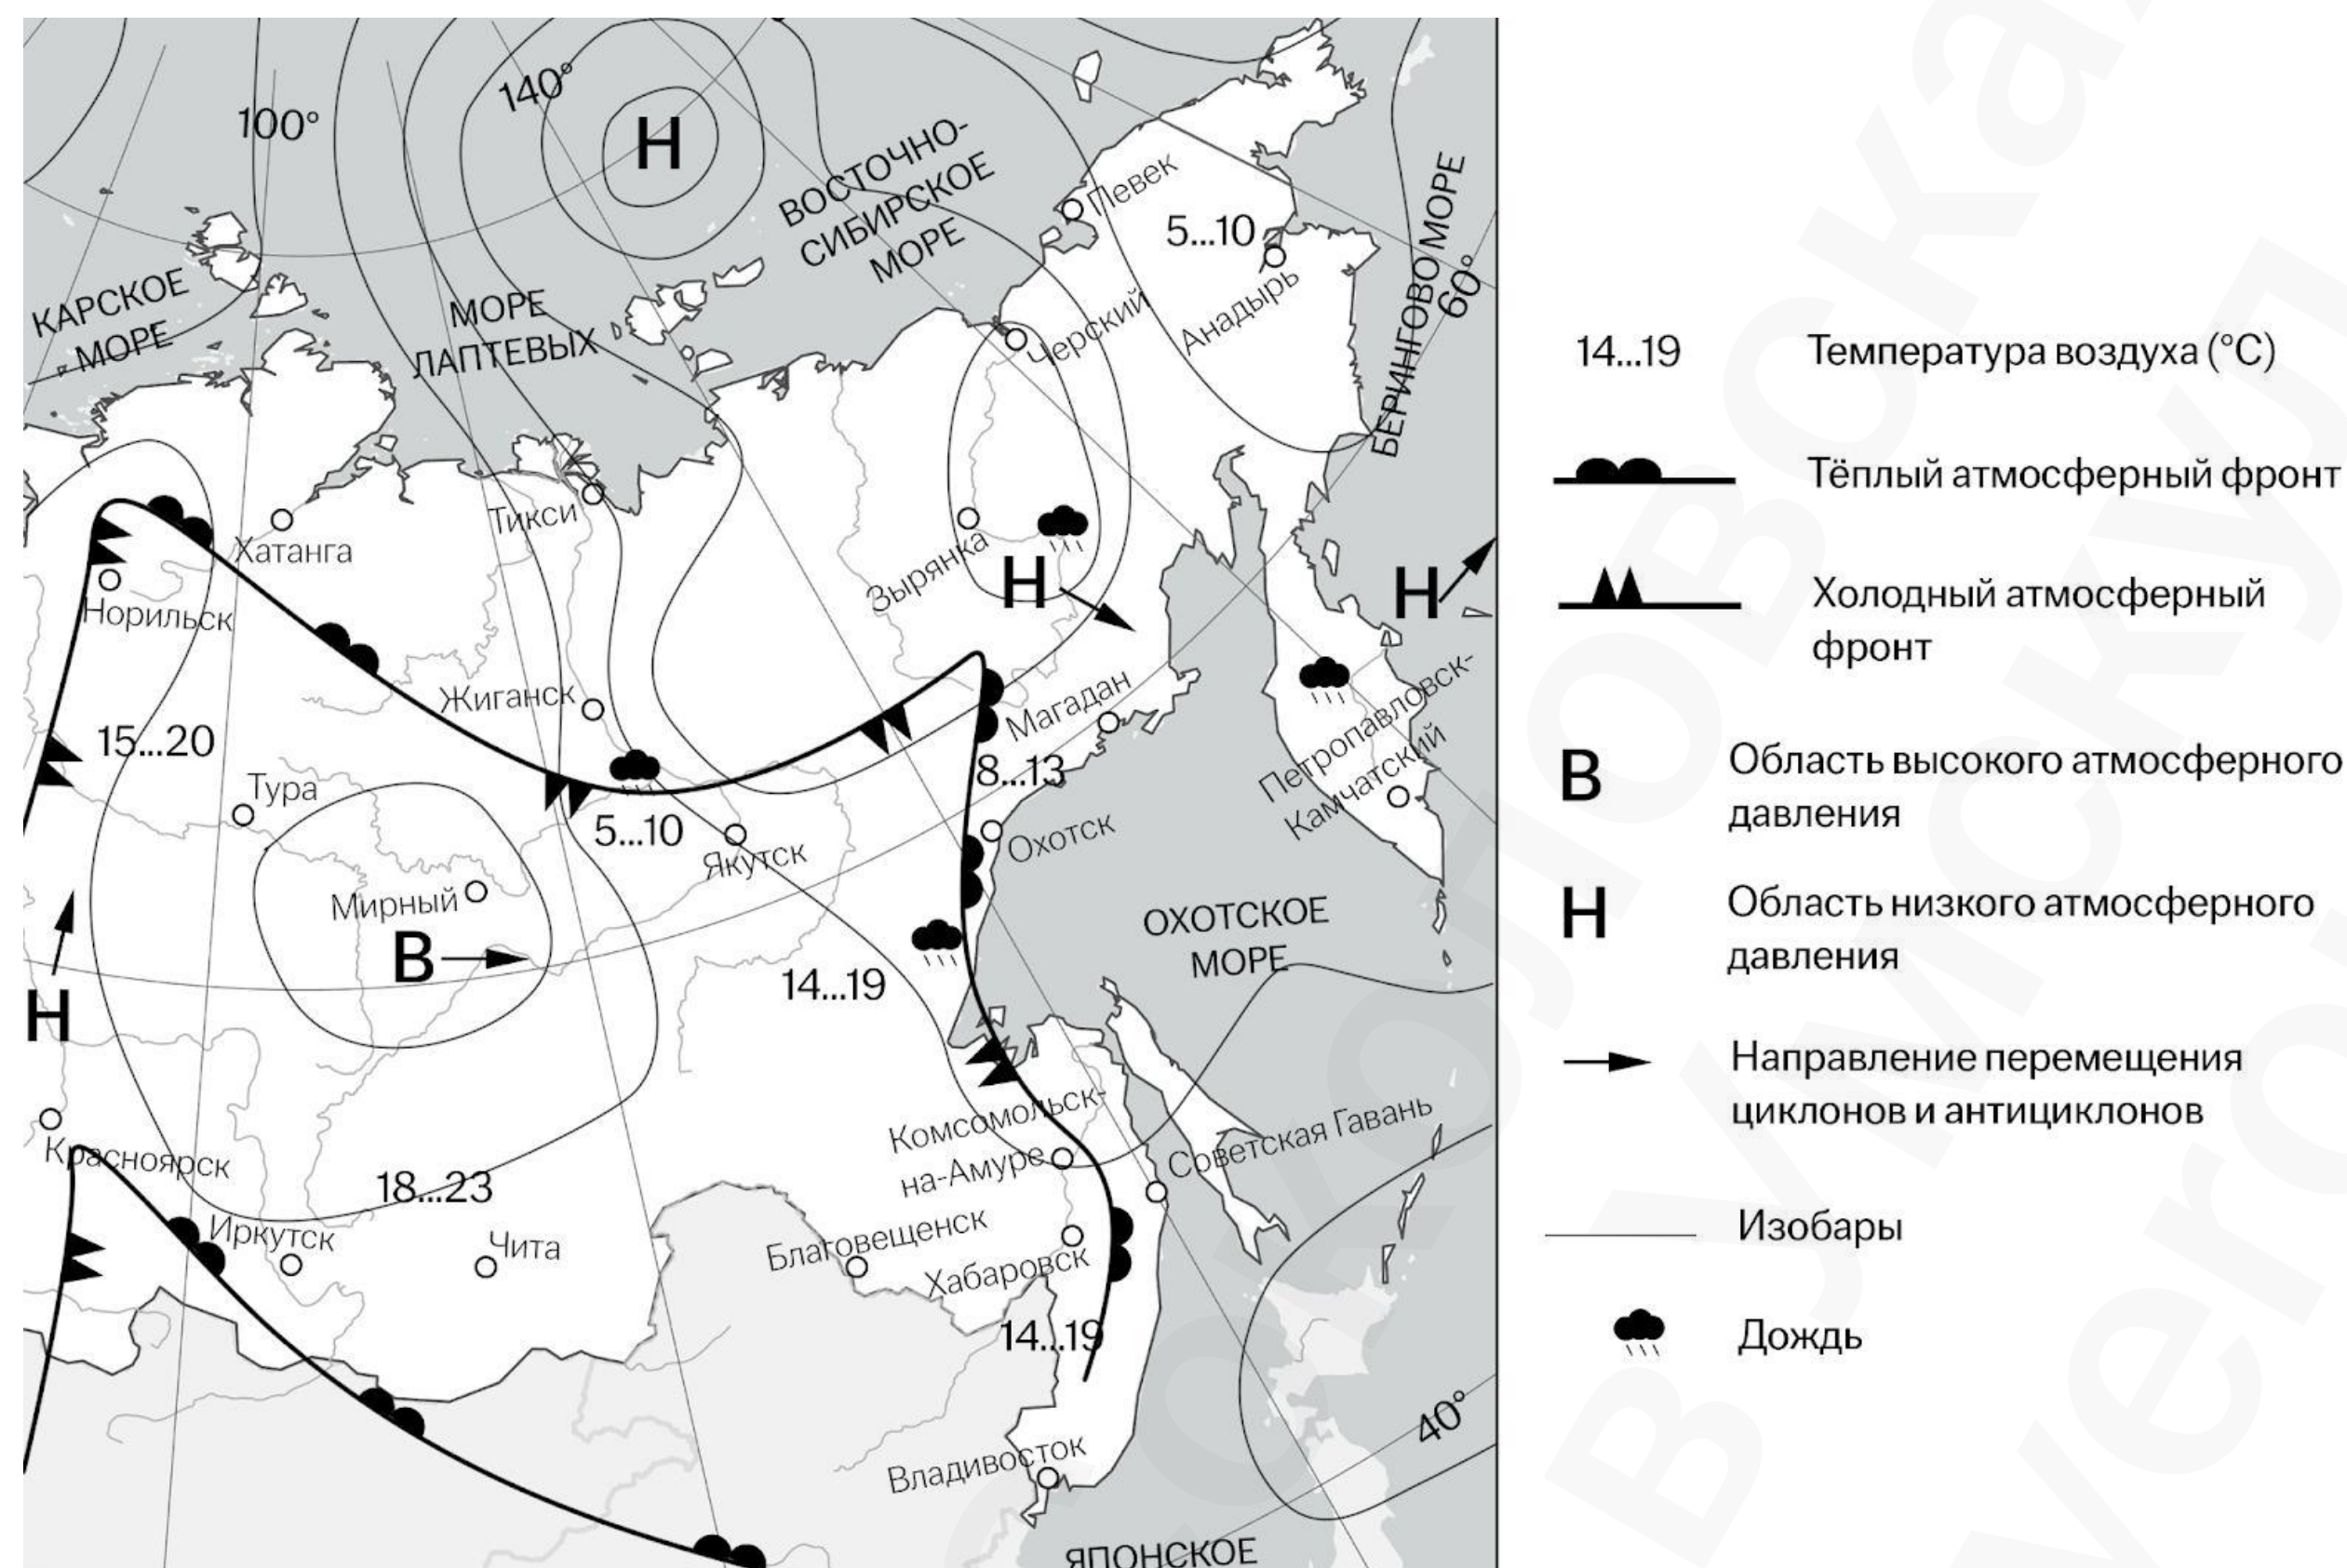 100°
140°
Н
ВОСТОЧНО-
СИБИРСКОЕ
МОРЕ
Певек
5...10
Анадырь
БЕРИНГОВО МОРЕ
60°
КАРСКОЕ
МОРЕ
МОРЕ
ЛАПТЕВЫХ
Черский
Тикси
Хатанга
Зырянка
Н
Н
Норильск
Жиганск
Магадан
15...20
8...13
Петропавловск-
Камчатский
Тура
5...10
Якутск
Охотск
Мирный
В
ОХОТСКОЕ
МОРЕ
14...19
Н
Красноярск
Комсомольск-
на-Амуре
Советская Гавань
18...23
Иркутск
Чита
Благовещенск
Хабаровск
14...19
40°
Владивосток
ЯПОНСКОЕ
14...19
Температура воздуха (°С)
Тёплый атмосферный фронт
Холодный атмосферный
фронт
В
Область высокого атмосферного
давления
Н
Область низкого атмосферного
давления
Направление перемещения
циклонов и антициклонов
Изобары
Дождь